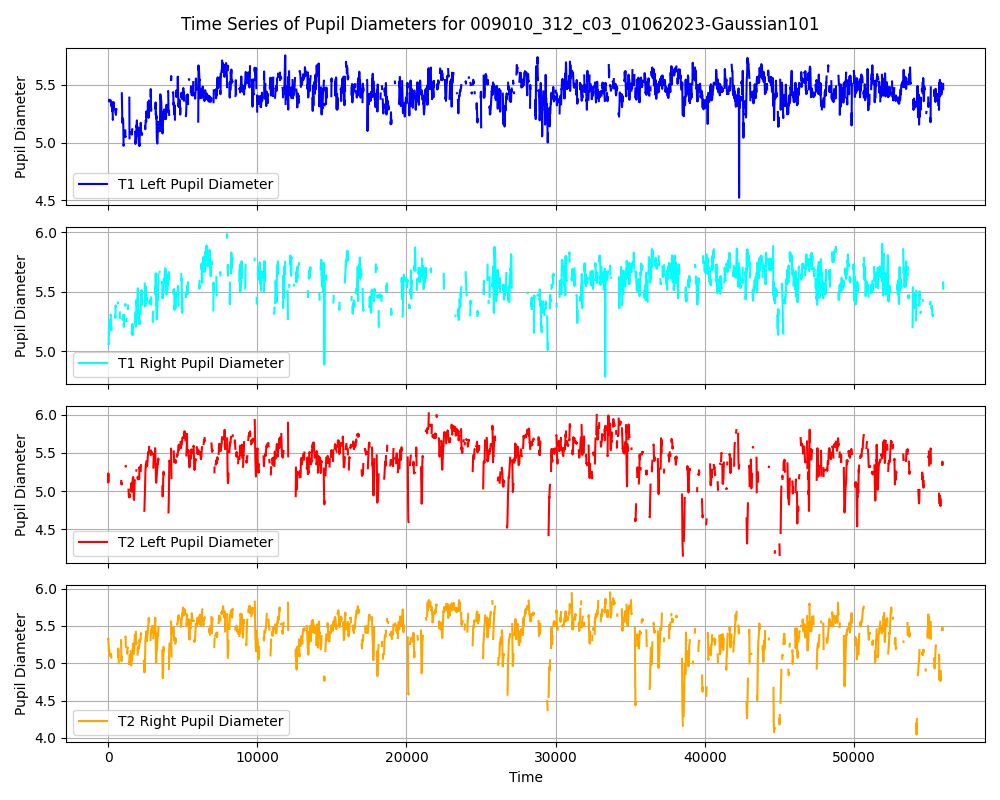 Time Series of Pupil Diameters for 009010_312_c03_01062023-Gaussian101
Pupil Diameter
5.5
5.0
4.5
T1 Left Pupil Diameter
Pupil Diameter
6.0
5.5
5.0
T1 Right Pupil Diameter
Pupil Diameter
6.0
5.5
5.0
4.5
T2 Left Pupil Diameter
Pupil Diameter
6.0
5.5
5.0
4.5
4.0
T2 Right Pupil Diameter
0 10000 20000 30000 40000 50000
Time